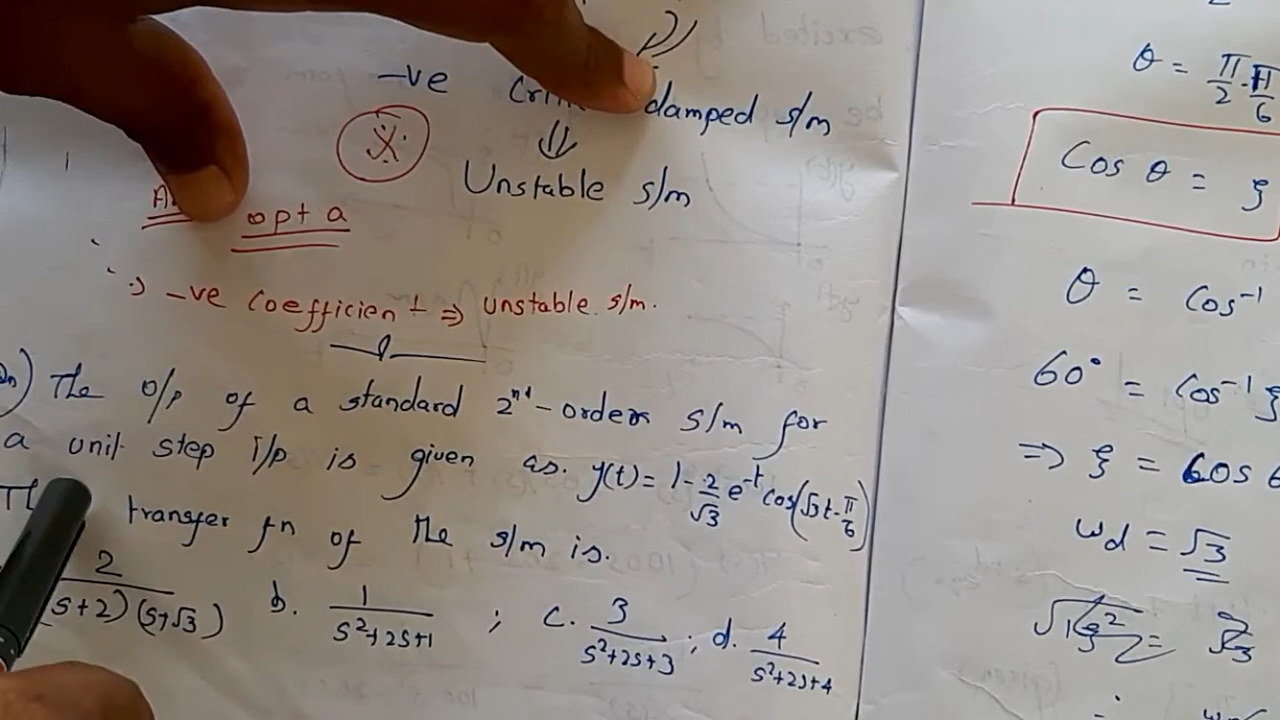 -ve damped s/m
Unstable s/m
opt a
∵ -ve coefficient ⇒ unstable s/m.
The o/p of a standard 2nd-order s/m for
a unit step I/p is given as. y(t) = 1 - 2/√3 e^-t cos(√3t - π/6)
transfer fn of the s/m is.
2/(s+2)(s+√3) b. 1/s²+2s+1 ; c. 3/s²+2s+3 ; d. 4/s²+2s+4
θ = π/2 - π/6
Cos θ = ξ
θ = Cos⁻¹
60° = Cos⁻¹ ξ
⇒ ξ = Cos 6
ωd = √3